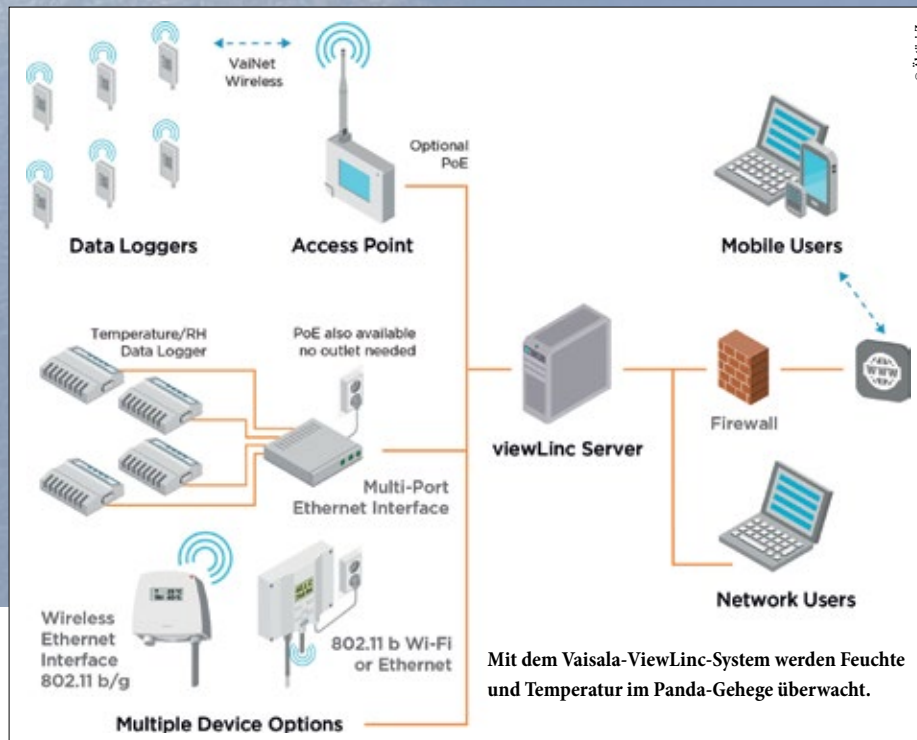 VaiNet
Wireless
Optional
PoE
Data Loggers
Access Point
Mobile Users
Temperature/RH
Data Logger
PoE also available
no outlet needed
WWW
Firewall
viewLinc Server
Multi-Port
Ethernet Interface
Wireless
Ethernet
Interface
802.11 b/g
802.11 b Wi-Fi
or Ethernet
Network Users
Multiple Device Options
Mit dem Vaisala-ViewLinc-System werden Feuchte
und Temperatur im Panda-Gehege überwacht.